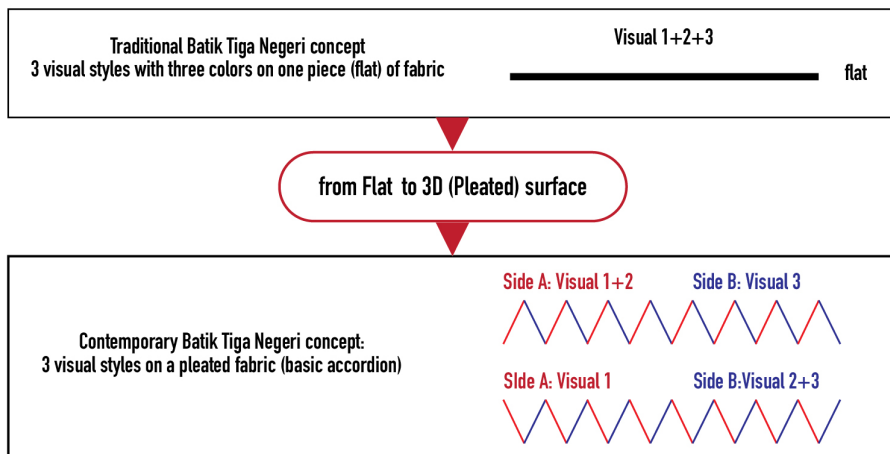 Traditional Batik Tiga Negeri concept
3 visual styles with three colors on one piece (flat) of fabric
Visual 1+2+3
flat
from Flat to 3D (Pleated) surface
Contemporary Batik Tiga Negeri concept:
3 visual styles on a pleated fabric (basic accordion)
Side A: Visual 1+2
Side B: Visual 3
SIde A: Visual 1
Side B:Visual 2+3